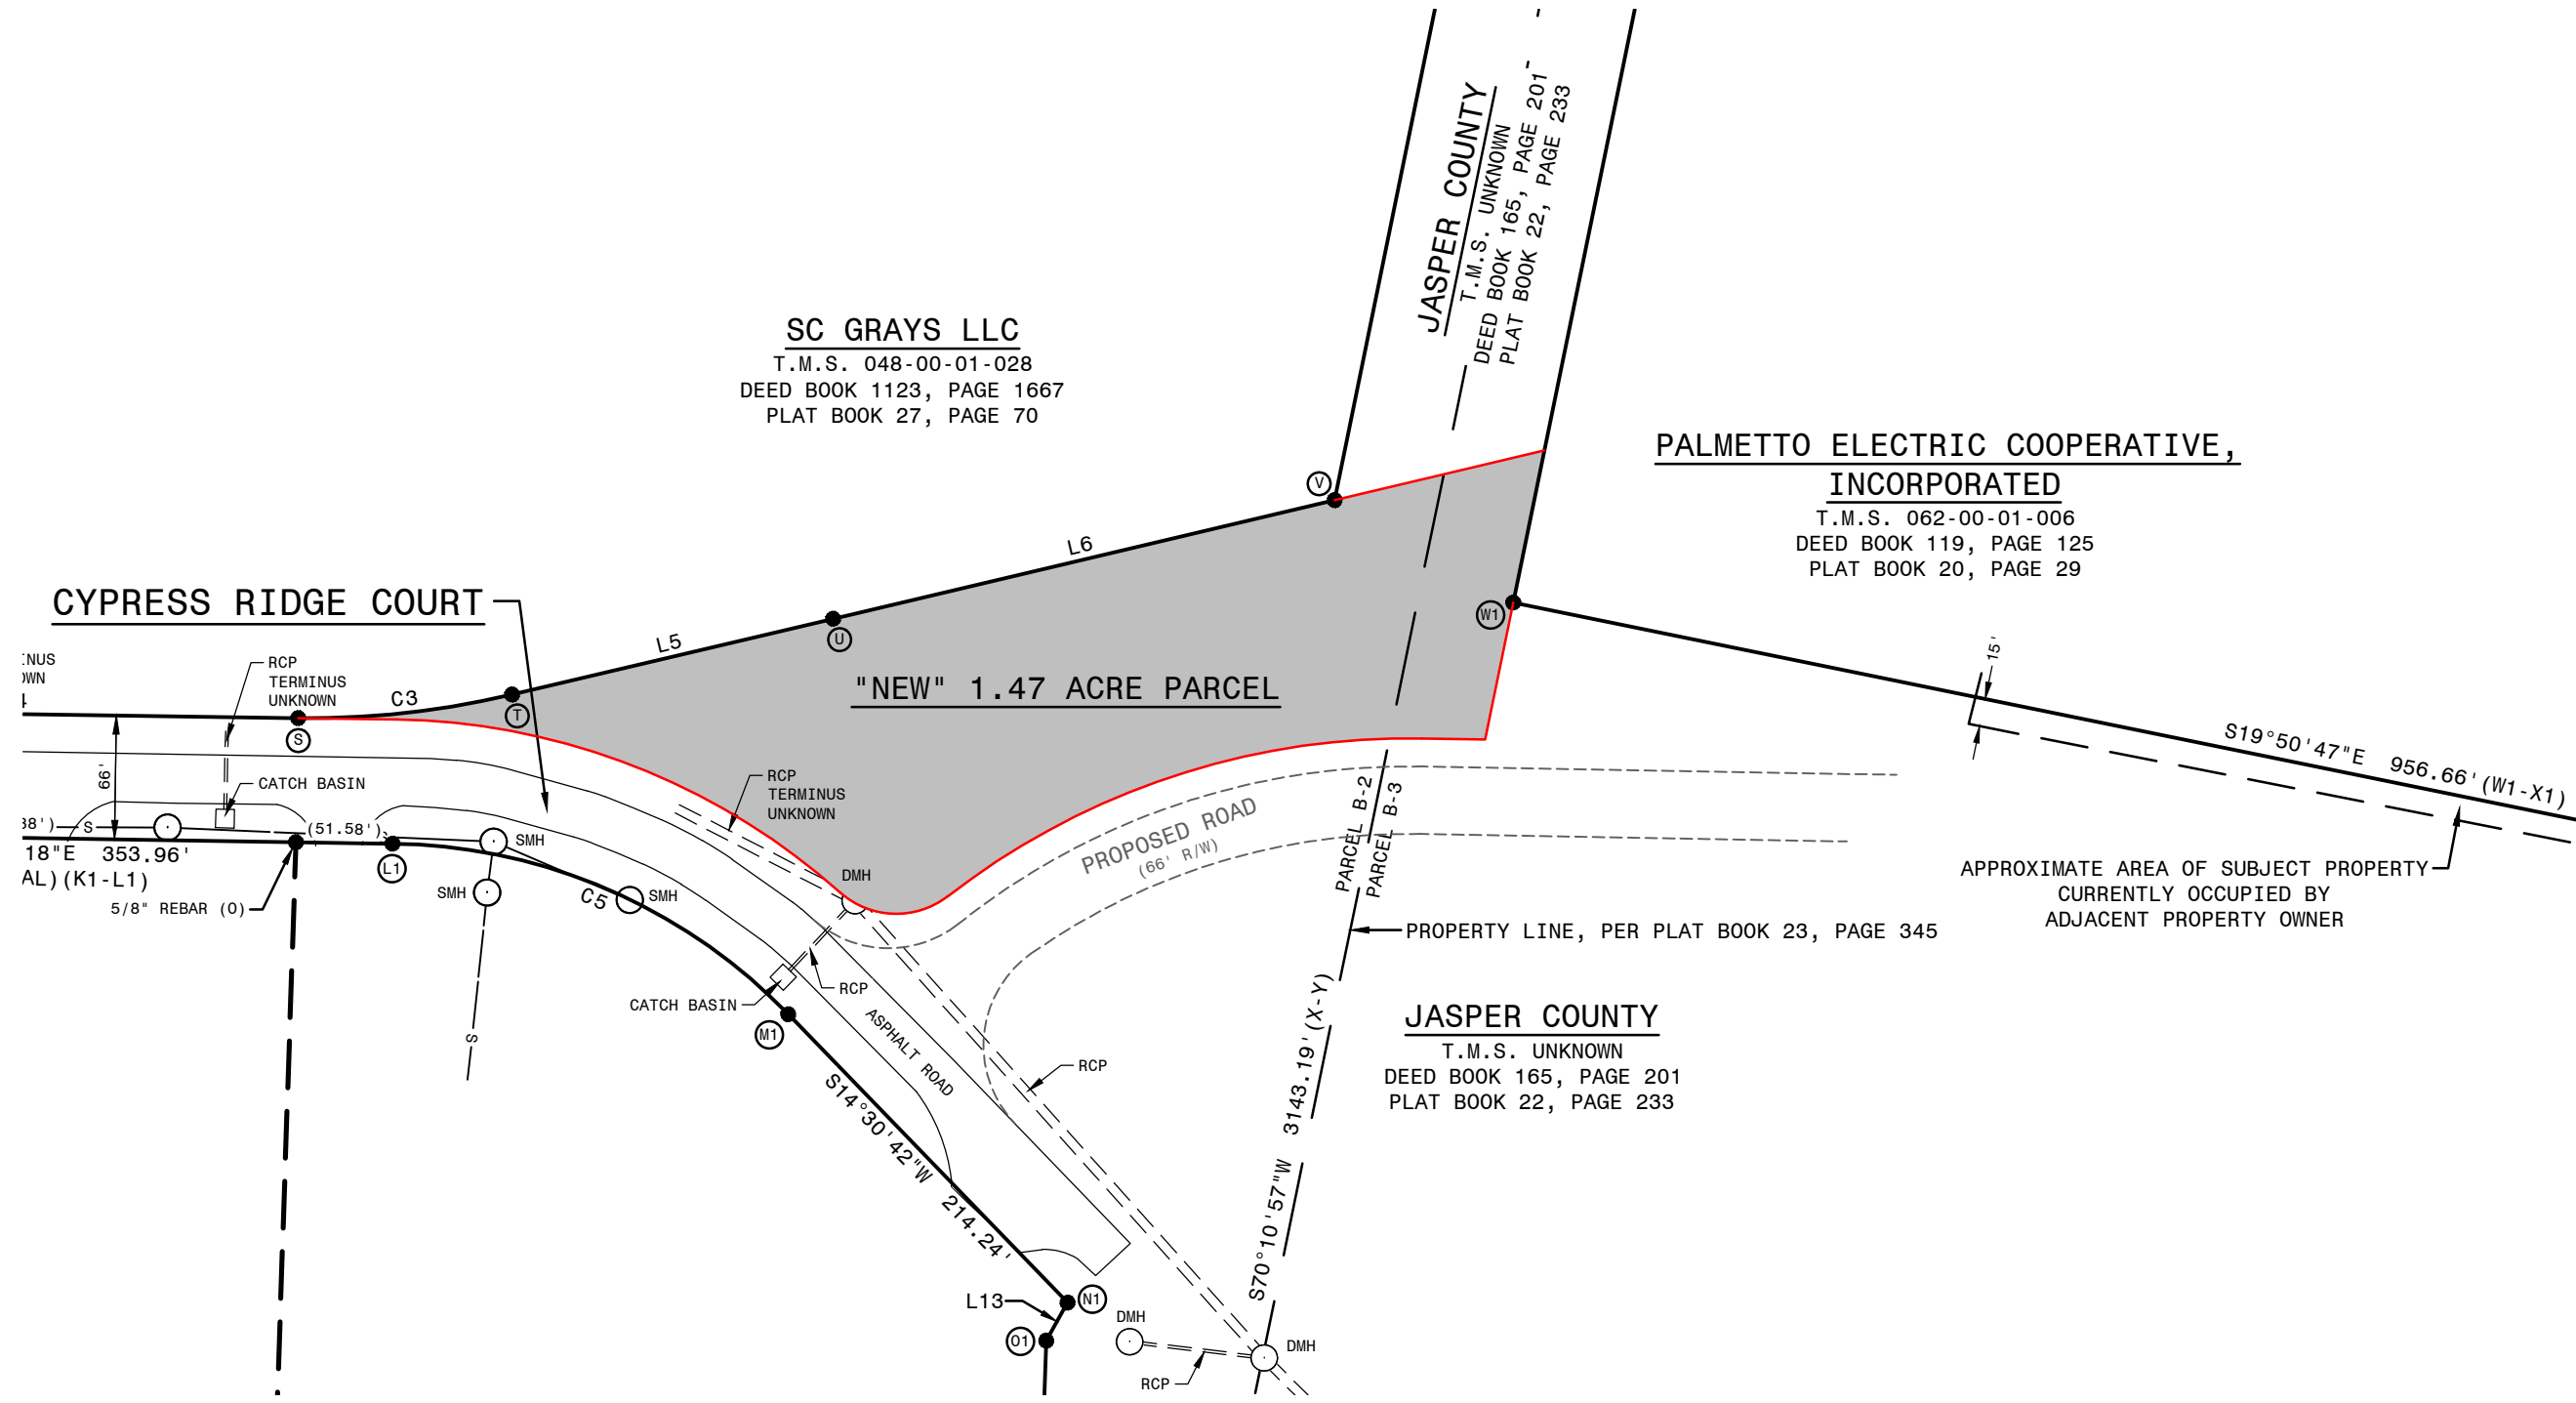 JASPER COUNTY
T.M.S. UNKNOWN
DEED BOOK 165, PAGE 201
PLAT BOOK 22, PAGE 233
SC GRAYS LLC
T.M.S. 048-00-01-028
DEED BOOK 1123, PAGE 1667
PLAT BOOK 27, PAGE 70
PALMETTO ELECTRIC COOPERATIVE,
INCORPORATED
T.M.S. 062-00-01-006
DEED BOOK 119, PAGE 125
PLAT BOOK 20, PAGE 29
V
L6
W1
CYPRESS RIDGE COURT
L5
U
15'
RCP
TERMINUS
UNKNOWN
C3
T
S
"NEW" 1.47 ACRE PARCEL
S19°50'47"E 956.66'(W1-X1)
66'
CATCH BASIN
RCP
TERMINUS
UNKNOWN
PARCEL B-2
PARCEL B-3
PROPOSED ROAD
(66' R/W)
38')
S
(51.58')
SMH
18"E 353.96'
AL)(K1-L1)
L1
SMH
C5
SMH
DMH
5/8" REBAR (O)
APPROXIMATE AREA OF SUBJECT PROPERTY
CURRENTLY OCCUPIED BY
ADJACENT PROPERTY OWNER
PROPERTY LINE, PER PLAT BOOK 23, PAGE 345
CATCH BASIN
RCP
M1
S
ASPHALT ROAD
RCP
JASPER COUNTY
T.M.S. UNKNOWN
DEED BOOK 165, PAGE 201
PLAT BOOK 22, PAGE 233
S14°30'42"W 214.24'
S70°10'57"W 3143.19'(X-Y)
L13
N1
O1
DMH
DMH
RCP